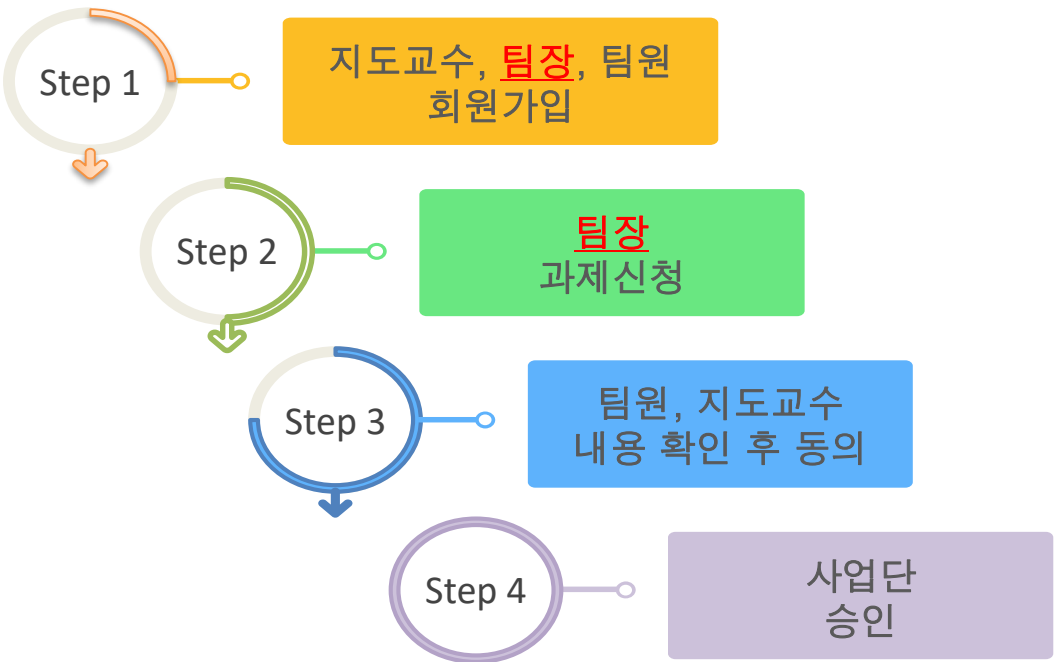 Step 1
지도교수, 팀장, 팀원
회원가입
Step 2
팀장
과제신청
Step 3
팀원, 지도교수
내용 확인 후 동의
Step 4
사업단
승인